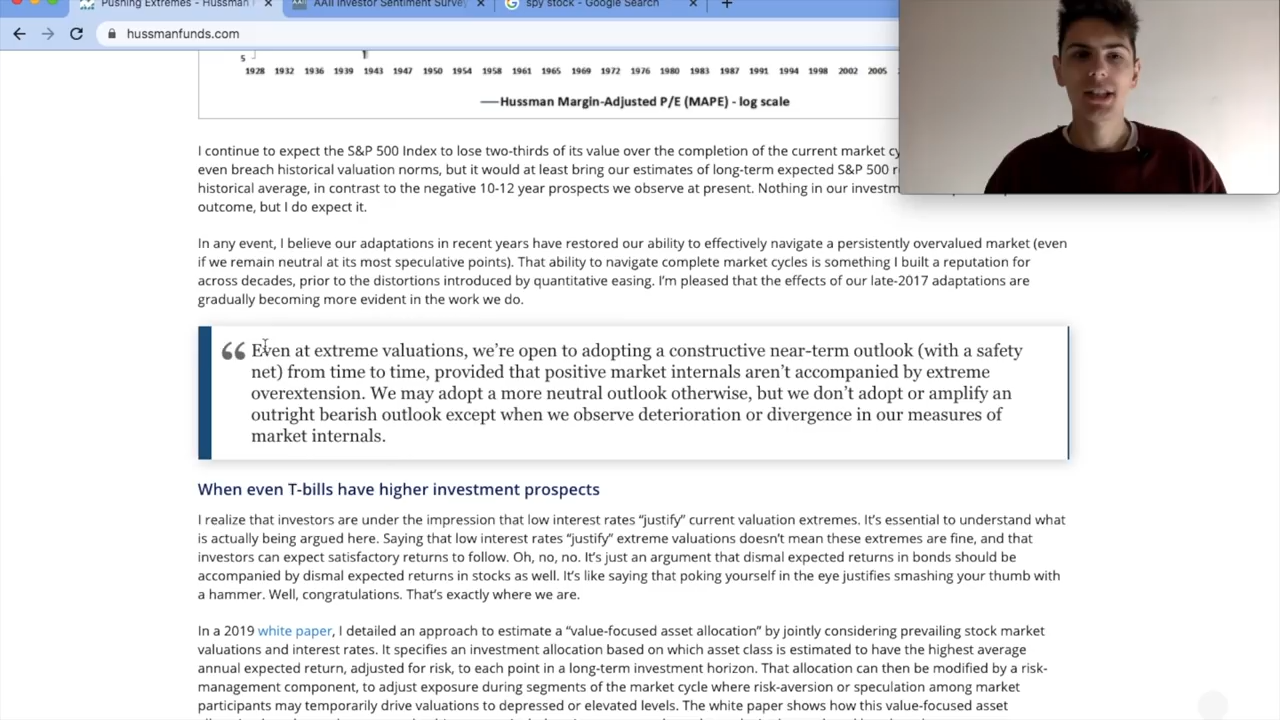 Pushing Extremes - Hussman
AAII Investor Sentiment Survey
spy stock - Google Search
hussmanfunds.com
5
1928 1932 1936 1939 1943 1947 1950 1954 1958 1961 1965 1969 1972 1976 1980 1983 1987 1991 1994 1998 2002 2005
Hussman Margin-Adjusted P/E (MAPE) - log scale
I continue to expect the S&P 500 Index to lose two-thirds of its value over the completion of the current market
even breach historical valuation norms, but it would at least bring our estimates of long-term expected S&P 500
historical average, in contrast to the negative 10-12 year prospects we observe at present. Nothing in our
outcome, but I do expect it.
In any event, I believe our adaptations in recent years have restored our ability to effectively navigate a persistently overvalued market (even
if we remain neutral at its most speculative points). That ability to navigate complete market cycles is something I built a reputation for
across decades, prior to the distortions introduced by quantitative easing. I'm pleased that the effects of our late-2017 adaptations are
gradually becoming more evident in the work we do.
“ Even at extreme valuations, we’re open to adopting a constructive near-term outlook (with a safety
net) from time to time, provided that positive market internals aren’t accompanied by extreme
overextension. We may adopt a more neutral outlook otherwise, but we don’t adopt or amplify an
outright bearish outlook except when we observe deterioration or divergence in our measures of
market internals.
When even T-bills have higher investment prospects
I realize that investors are under the impression that low interest rates “justify” current valuation extremes. It’s essential to understand what
is actually being argued here. Saying that low interest rates “justify” extreme valuations doesn’t mean these extremes are fine, and that
investors can expect satisfactory returns to follow. Oh, no, no. It’s just an argument that dismal expected returns in bonds should be
accompanied by dismal expected returns in stocks as well. It’s like saying that poking yourself in the eye justifies smashing your thumb with
a hammer. Well, congratulations. That’s exactly where we are.
In a 2019 white paper, I detailed an approach to estimate a “value-focused asset allocation” by jointly considering prevailing stock market
valuations and interest rates. It specifies an investment allocation based on which asset class is estimated to have the highest average
annual expected return, adjusted for risk, to each point in a long-term investment horizon. That allocation can then be modified by a risk-
management component, to adjust exposure during segments of the market cycle where risk-aversion or speculation among market
participants may temporarily drive valuations to depressed or elevated levels. The white paper shows how this value-focused asset